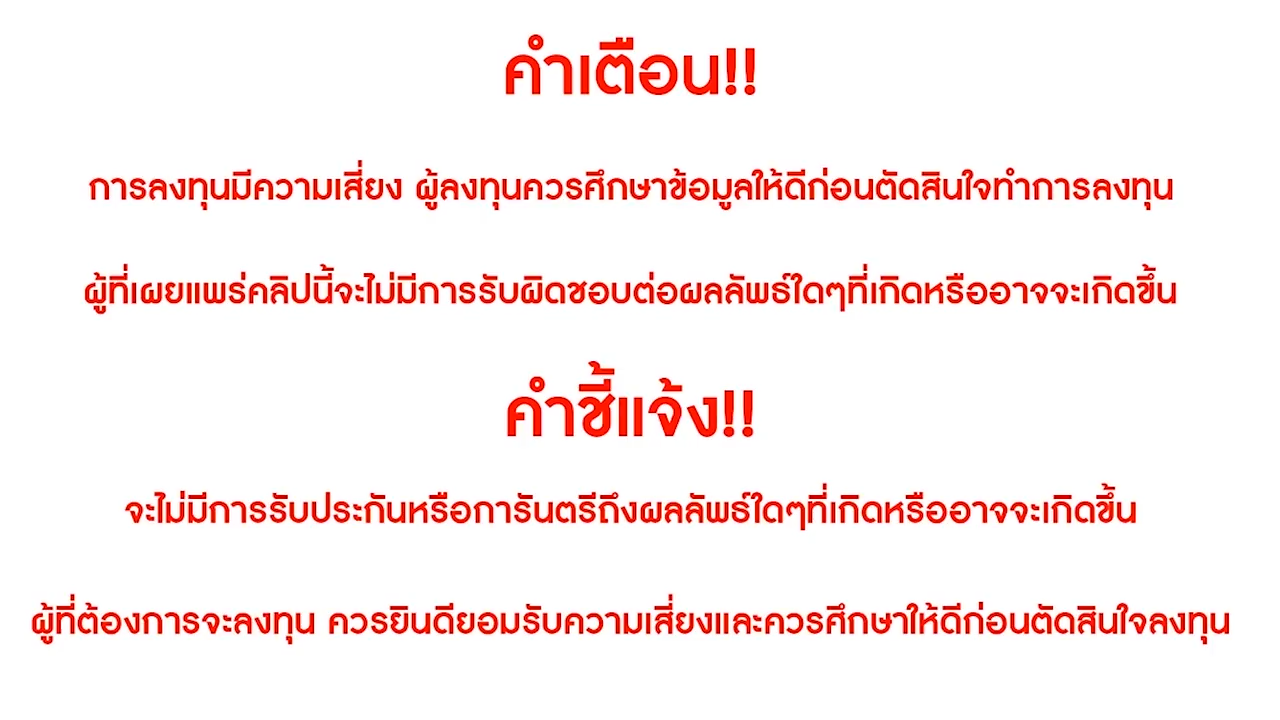 คำเตือน!!
การลงทุนมีความเสี่ยง ผู้ลงทุนควรศึกษาข้อมูลให้ดีก่อนตัดสินใจทำการลงทุน
ผู้ที่เผยแพร่คลิปนี้จะไม่มีการรับผิดชอบต่อผลลัพธ์ใดๆที่เกิดหรืออาจจะเกิดขึ้น
คำชี้แจ้ง!!
จะไม่มีการรับประกันหรือการันตรีถึงผลลัพธ์ใดๆที่เกิดหรืออาจจะเกิดขึ้น
ผู้ที่ต้องการจะลงทุน ควรยินดียอมรับความเสี่ยงและควรศึกษาให้ดีก่อนตัดสินใจลงทุน